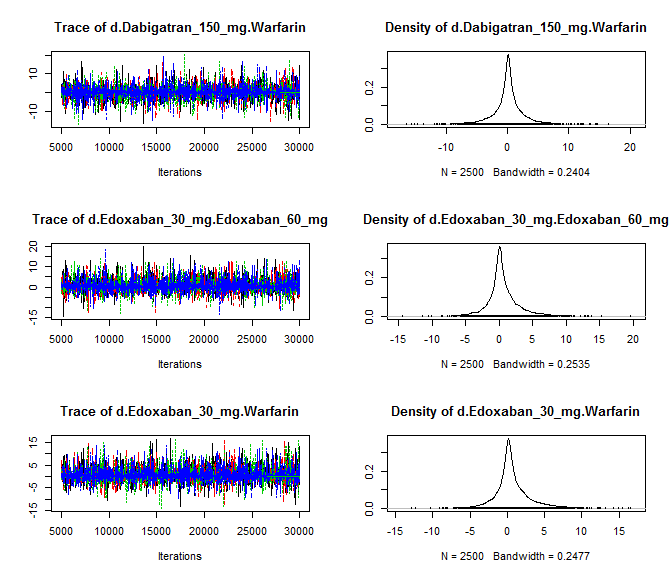 Trace of d.Dabigatran_150_mg.Warfarin
10
-10
5000 10000 15000 20000 25000 30000
Iterations
Density of d.Dabigatran_150_mg.Warfarin
0.2
0.0
-10 0 10 20
N = 2500 Bandwidth = 0.2404
Trace of d.Edoxaban_30_mg.Edoxaban_60_mg
20
10
0
-15
5000 10000 15000 20000 25000 30000
Iterations
Density of d.Edoxaban_30_mg.Edoxaban_60_mg
0.2
0.0
-15 -10 -5 0 5 10 15 20
N = 2500 Bandwidth = 0.2535
Trace of d.Edoxaban_30_mg.Warfarin
15
5
-5
-15
5000 10000 15000 20000 25000 30000
Iterations
Density of d.Edoxaban_30_mg.Warfarin
0.2
0.0
-15 -10 -5 0 5 10 15
N = 2500 Bandwidth = 0.2477